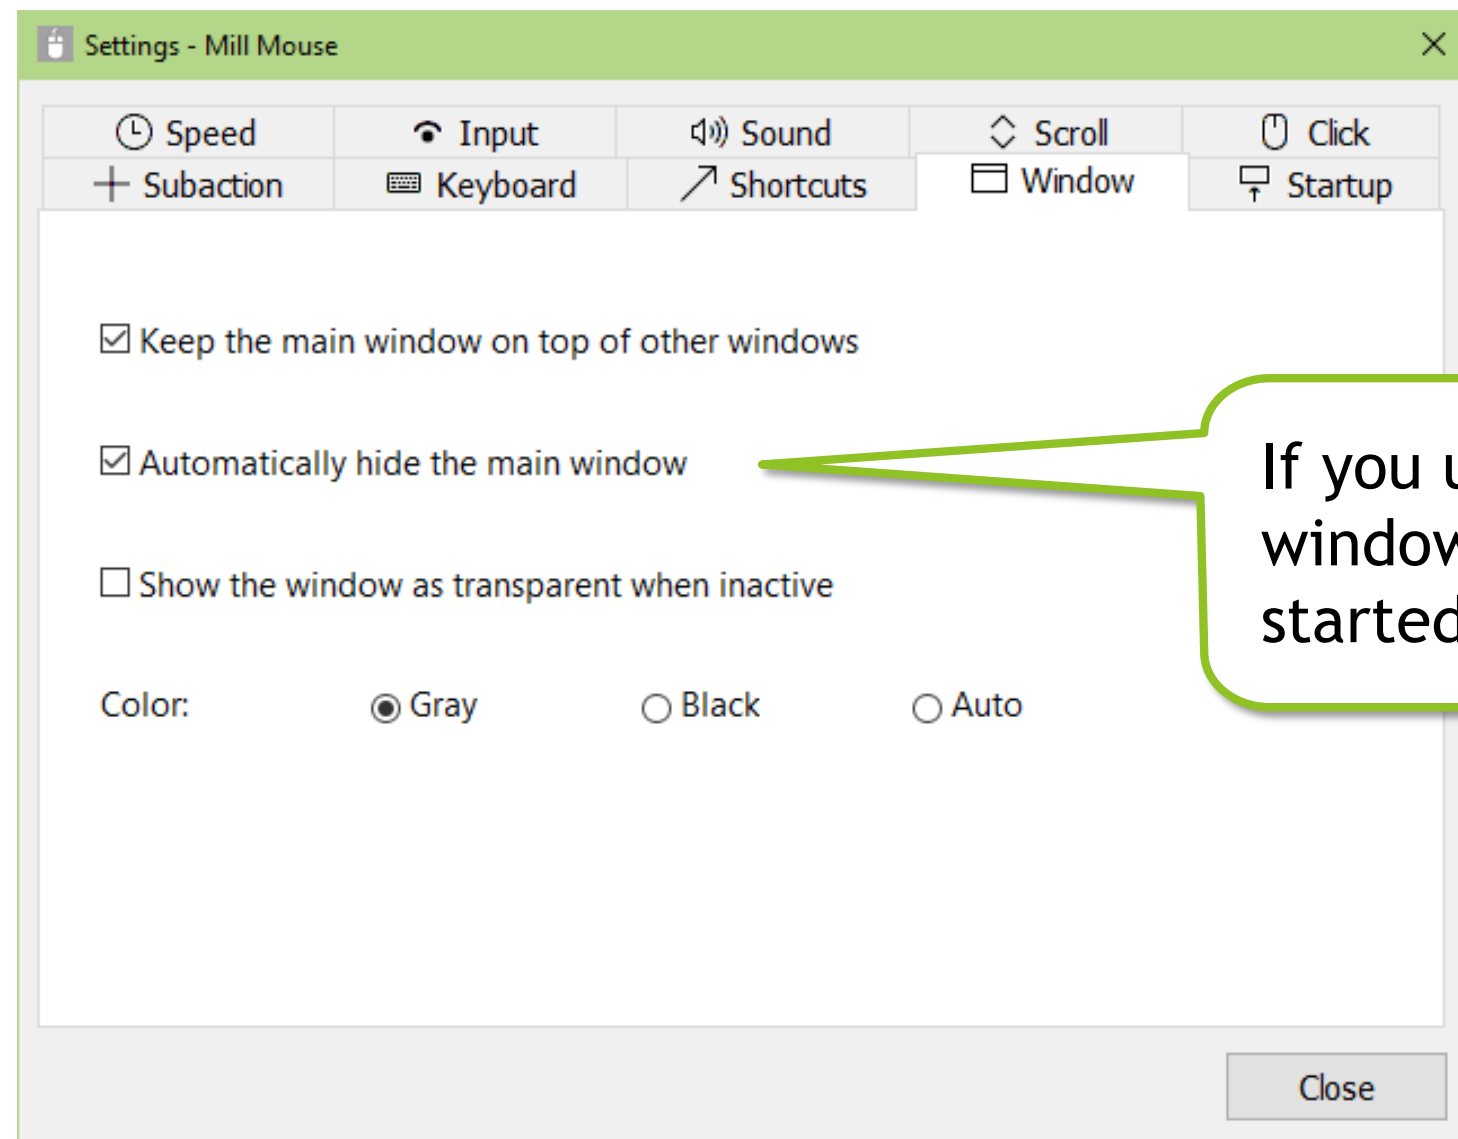 Settings - Mill Mouse
Speed Input Sound Scroll Click
Subaction Keyboard Shortcuts Window Startup
Keep the main window on top of other windows
Automatically hide the main window
If you
window
started
Show the window as transparent when inactive
Color: Gray Black Auto
Close